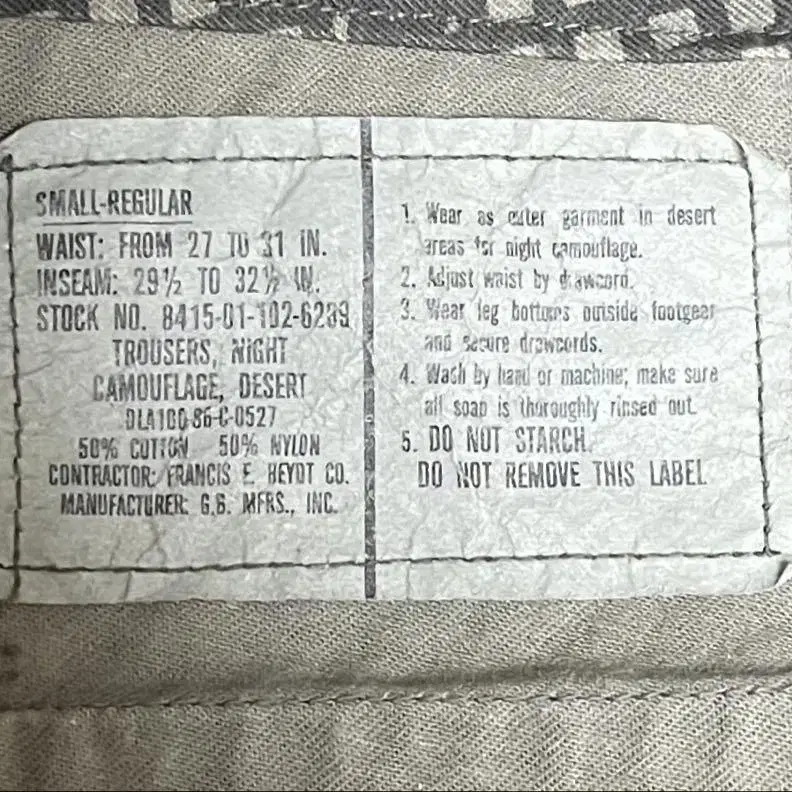 SMALL-REGULAR
WAIST: FROM 27 TO 31 IN.
INSEAM: 29½ TO 32½ IN.
STOCK NO. 8415-01-102-6289
TROUSERS, NIGHT
CAMOUFLAGE, DESERT
DLA100-86-C-0527
50% COTTON 50% NYLON
CONTRACTOR: FRANCIS E. HEYDT CO.
MANUFACTURER: G.B. MFRS., INC.
1. Wear as outer garment in desert
areas for night camouflage.
2. Adjust waist by drawcord.
3. Wear leg bottoms outside footgear
and secure drawcords.
4. Wash by hand or machine; make sure
all soap is thoroughly rinsed out.
5. DO NOT STARCH.
DO NOT REMOVE THIS LABEL